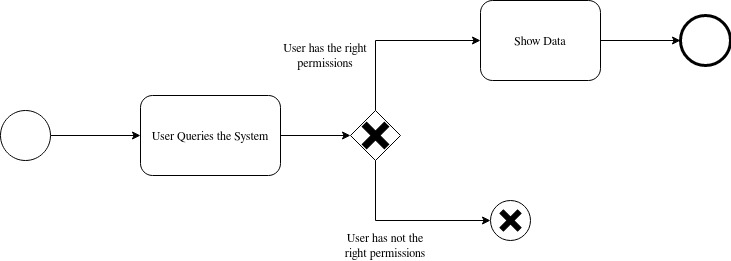 User has the right
permissions
Show Data
User Queries the System
User has not the
right permissions